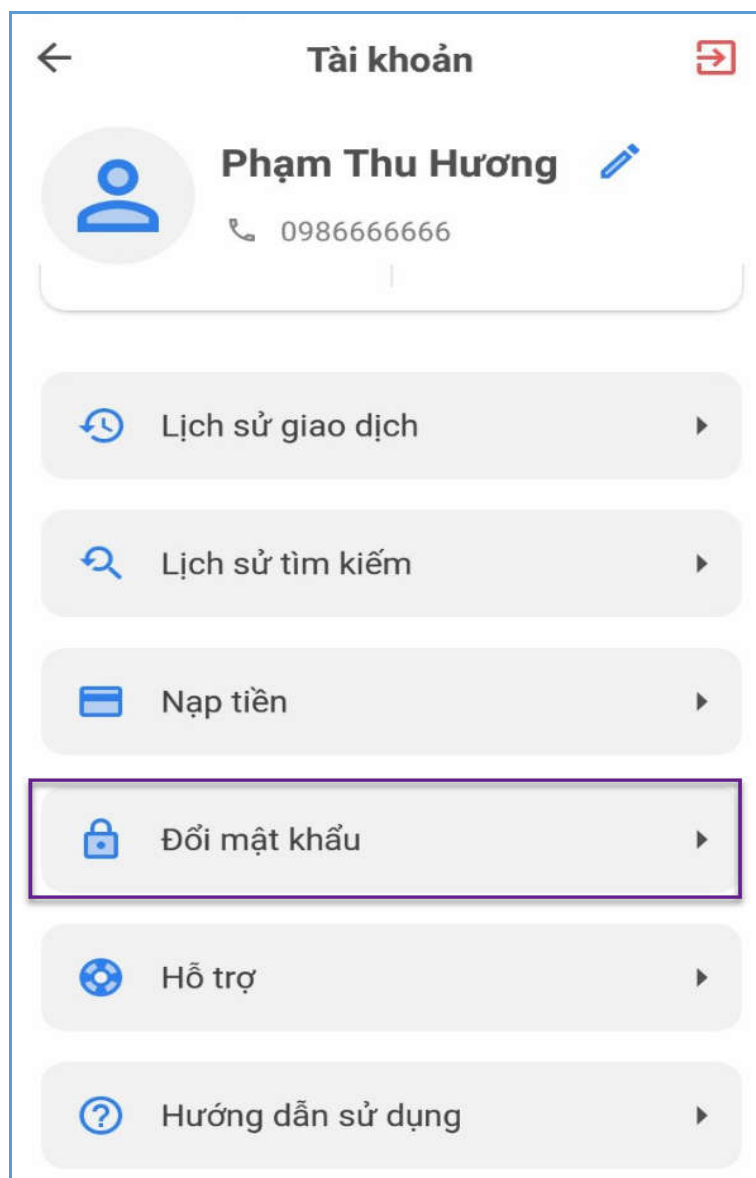 Tài khoản
Phạm Thu Hương
0986666666
Lịch sử giao dịch
Lịch sử tìm kiếm
Nạp tiền
Đổi mật khẩu
Hỗ trợ
Hướng dẫn sử dụng